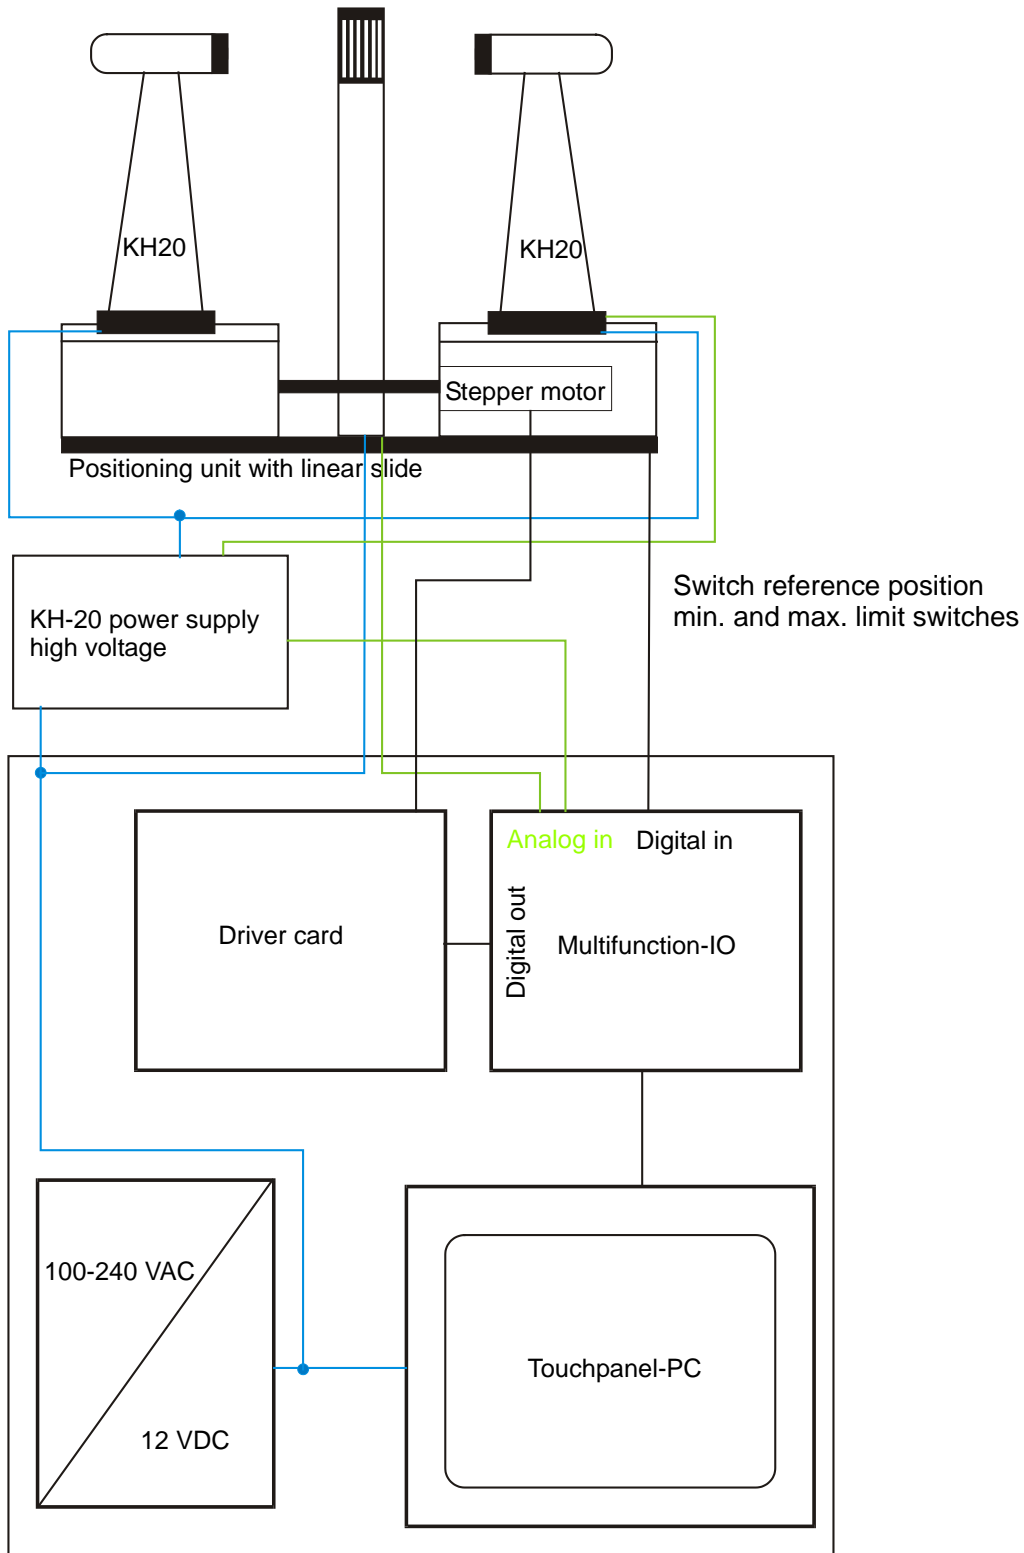 KH20
KH20
Stepper motor
Positioning unit with linear slide
Switch reference position
min. and max. limit switches
KH-20 power supply
high voltage
Analog in
Digital in
Digital out
Driver card
Multifunction-IO
100-240 VAC
12 VDC
Touchpanel-PC